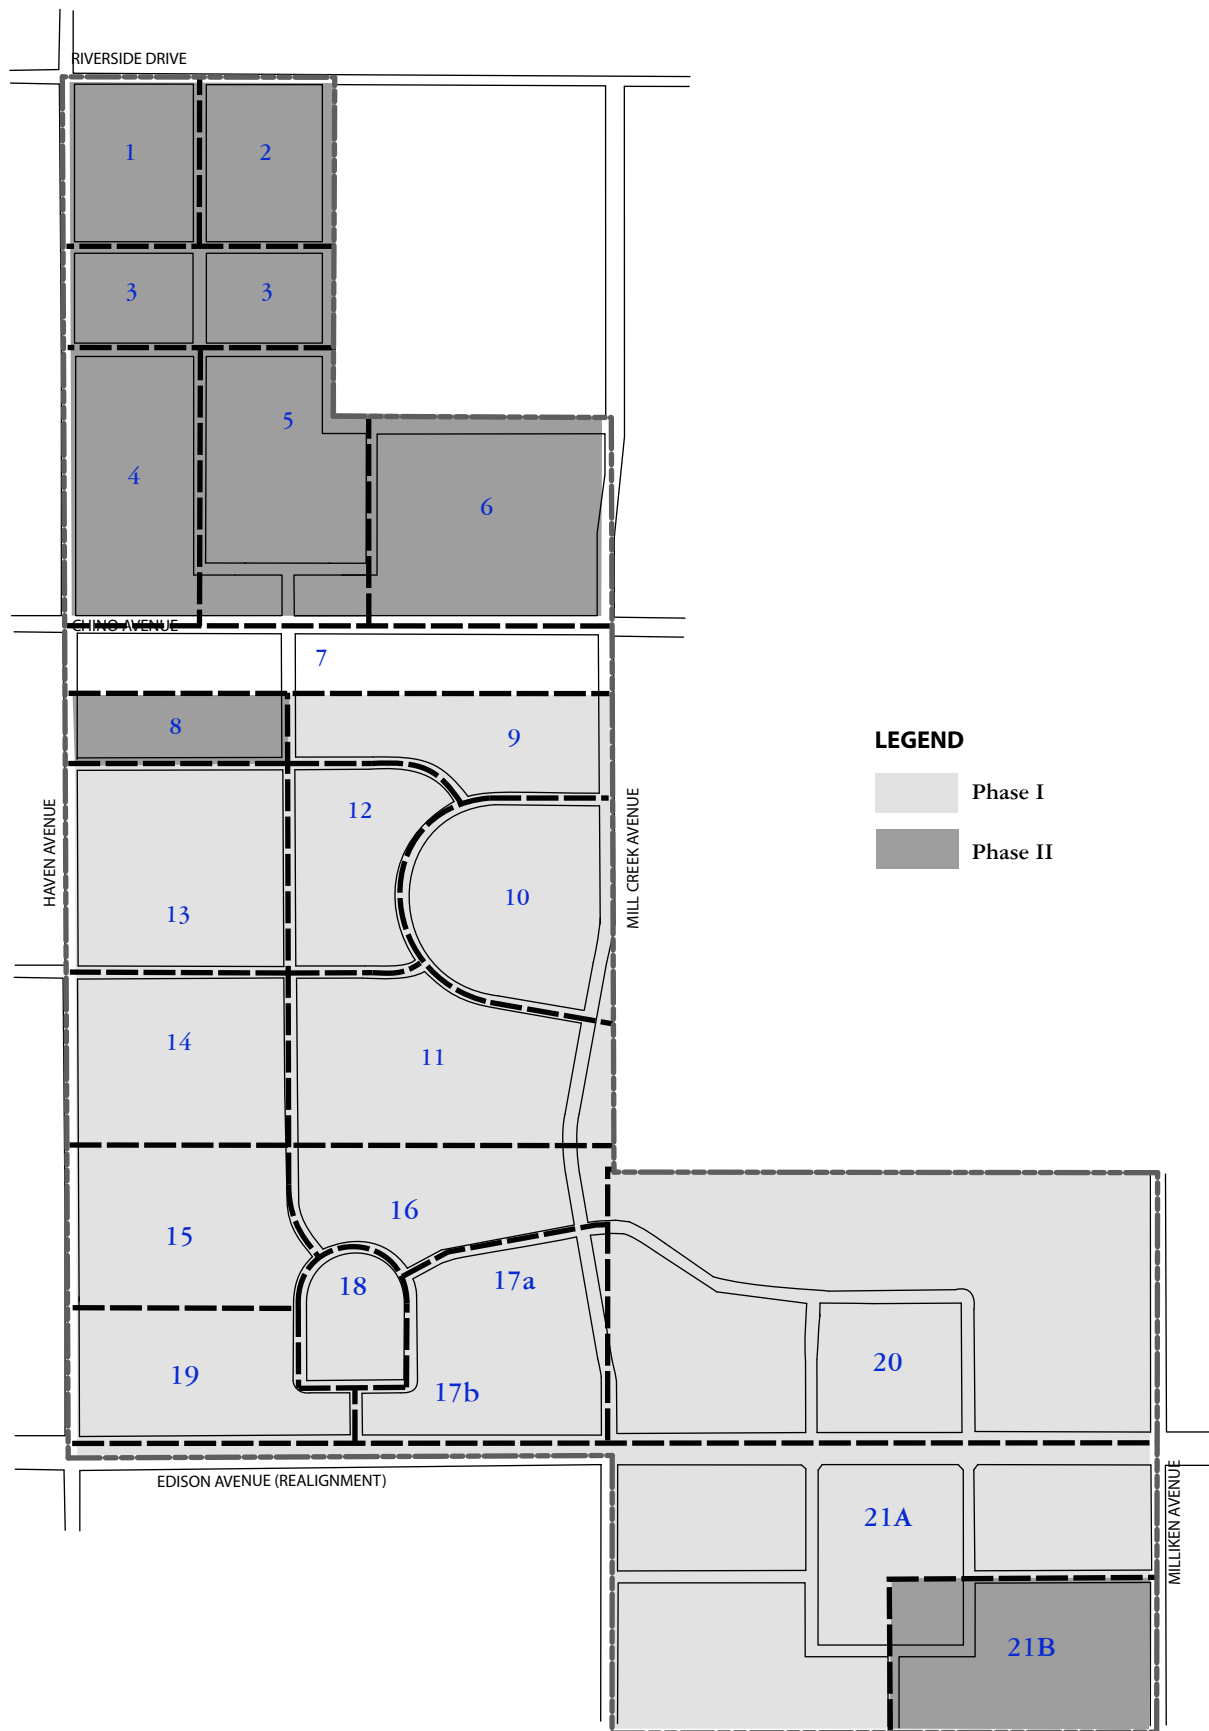 RIVERSIDE DRIVE
1
2
3
3
4
5
6
CHINO AVENUE
7
8
9
LEGEND
Phase I
Phase II
HAVEN AVENUE
MILL CREEK AVENUE
12
10
13
14
11
15
16
17a
18
19
17b
20
EDISON AVENUE (REALIGNMENT)
MILLIKEN AVENUE
21A
21B